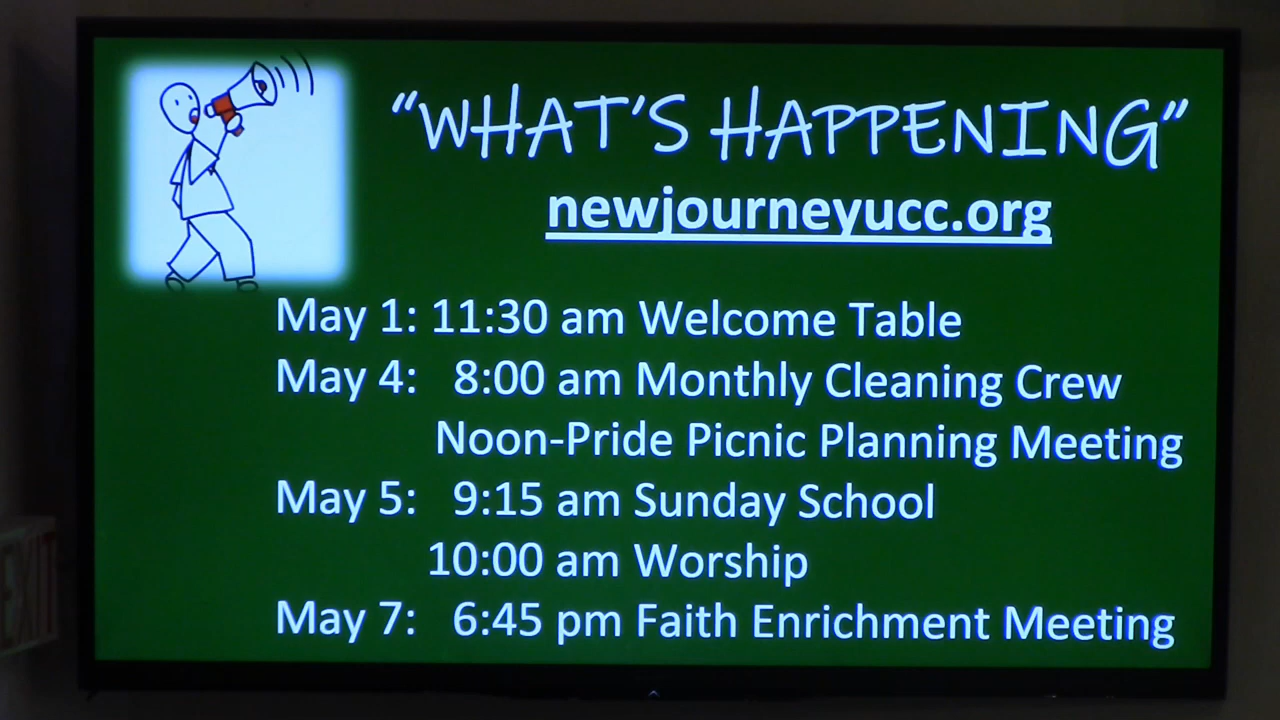 "WHAT'S HAPPENING"
newjourneyucc.org
May 1: 11:30 am Welcome Table
May 4: 8:00 am Monthly Cleaning Crew
Noon-Pride Picnic Planning Meeting
May 5: 9:15 am Sunday School
10:00 am Worship
May 7: 6:45 pm Faith Enrichment Meeting
EXIT